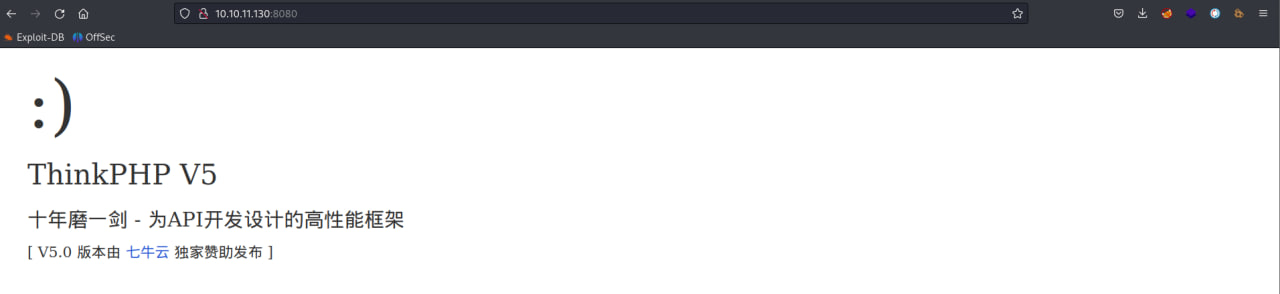 10.10.11.130:8080
Exploit-DB OffSec
:)
ThinkPHP V5
十年磨一剑 - 为API开发设计的高性能框架
[ V5.0 版本由 七牛云 独家赞助发布 ]